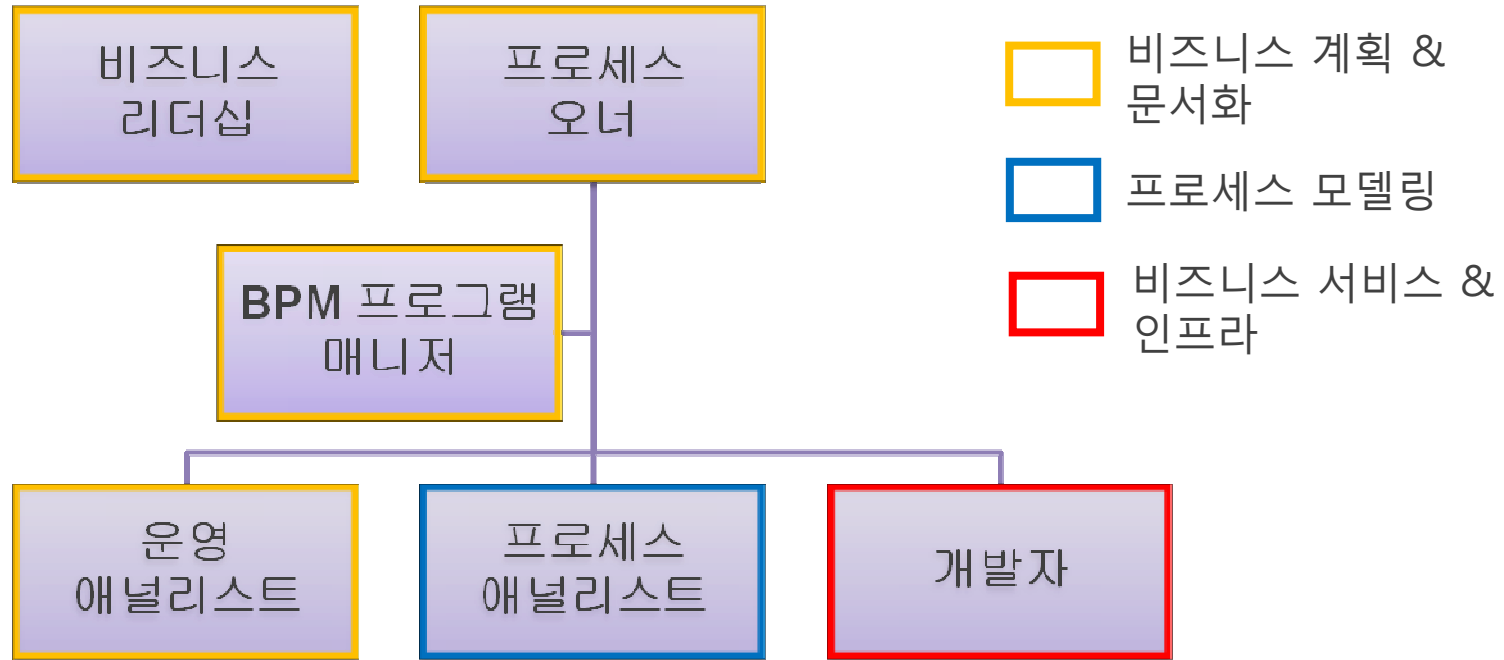 비즈니스
리더십
프로세스
오너
비즈니스 계획 &
문서화
프로세스 모델링
비즈니스 서비스 &
인프라
BPM 프로그램
매니저
운영
애널리스트
프로세스
애널리스트
개발자